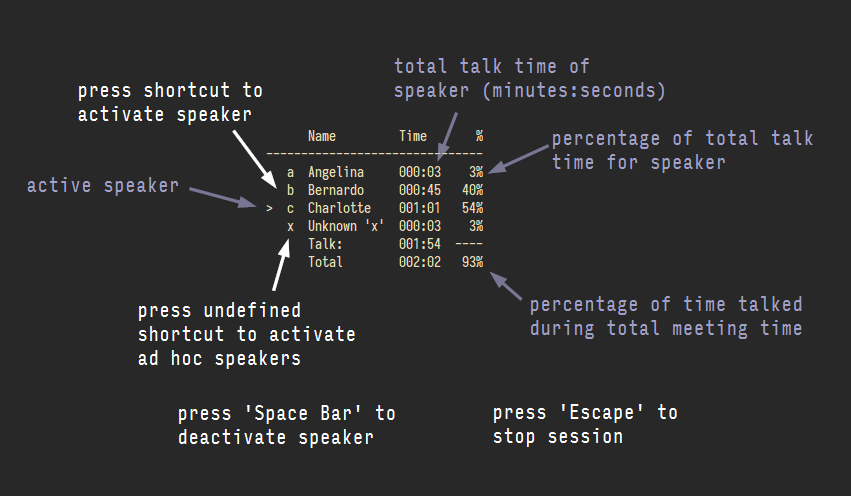 total talk time of
speaker (minutes:seconds)
press shortcut to
activate speaker
Name Time %
-------------------------------
percentage of total talk
time for speaker
active speaker
a Angelina 000:03 3%
b Bernardo 000:45 40%
> c Charlotte 001:01 54%
x Unknown 'x' 000:03 3%
Talk: 001:54 ----
Total 002:02 93%
percentage of time talked
during total meeting time
press undefined
shortcut to activate
ad hoc speakers
press 'Space Bar' to
deactivate speaker
press 'Escape' to
stop session